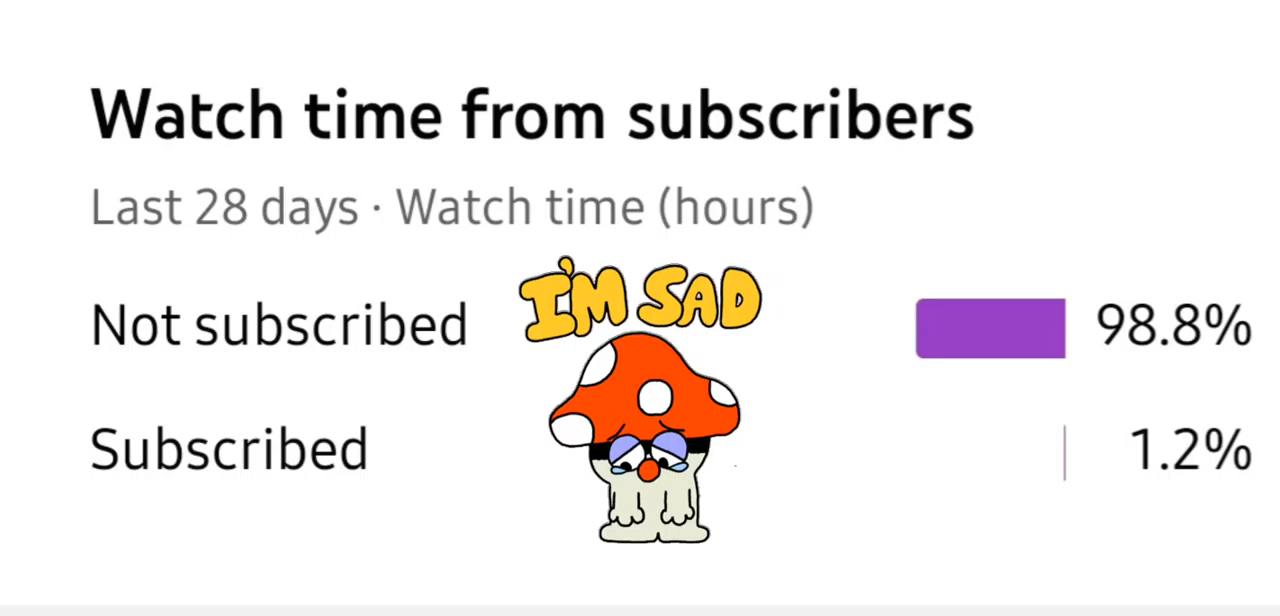 Watch time from subscribers
Last 28 days · Watch time (hours)
I'M SAD
Not subscribed 98.8%
Subscribed 1.2%